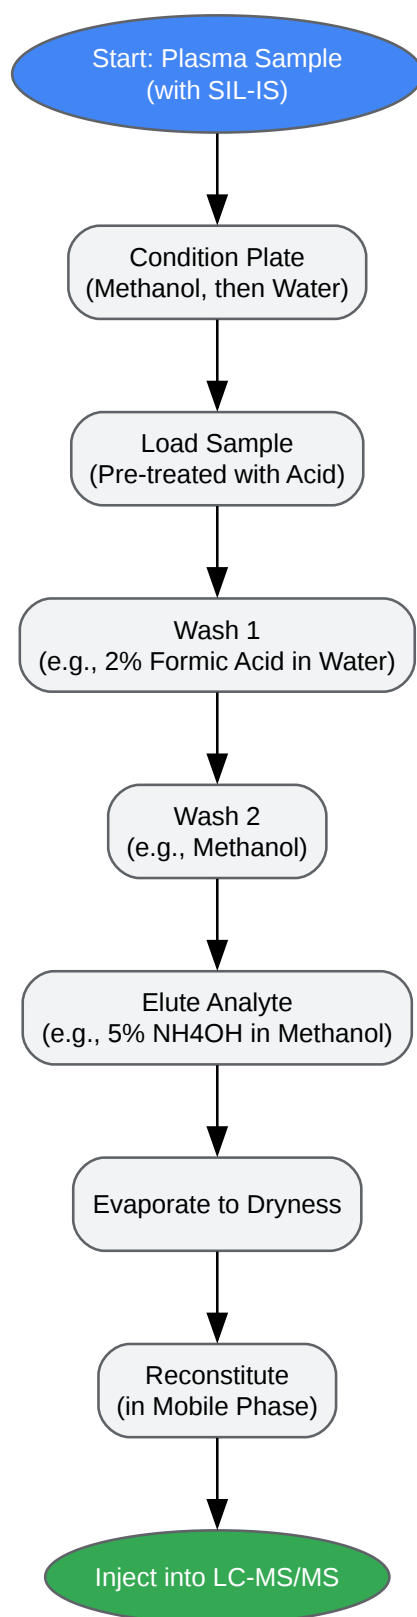 Start: Plasma Sample
(with SIL-IS)
Condition Plate
(Methanol, then Water)
Load Sample
(Pre-treated with Acid)
Wash 1
(e.g., 2% Formic Acid in Water)
Wash 2
(e.g., Methanol)
Elute Analyte
(e.g., 5% NH4OH in Methanol)
Evaporate to Dryness
Reconstitute
(in Mobile Phase)
Inject into LC-MS/MS